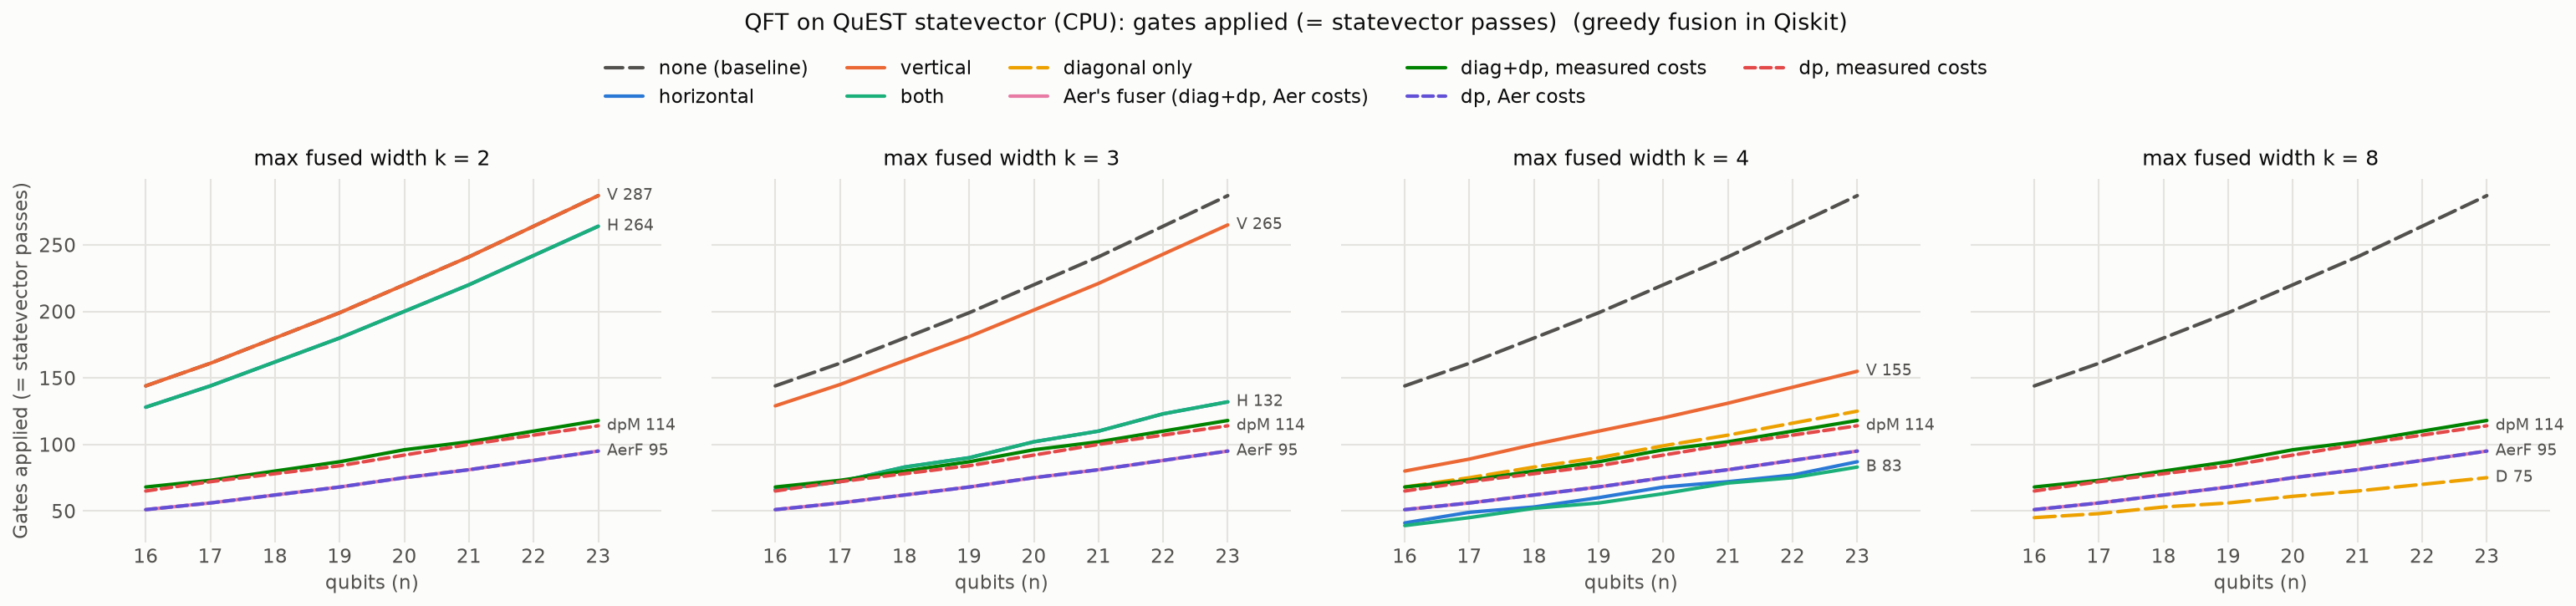 QFT on QuEST statevector (CPU): gates applied (= statevector passes)  (greedy fusion in Qiskit)
none (baseline)
horizontal
vertical
both
diagonal only
Aer's fuser (diag+dp, Aer costs)
diag+dp, measured costs
dp, Aer costs
dp, measured costs
Gates applied (= statevector passes)
max fused width k = 2
250
200
150
100
50
V 287
H 264
dpM 114
AerF 95
16 17 18 19 20 21 22 23
qubits (n)
max fused width k = 3
V 265
H 132
dpM 114
AerF 95
16 17 18 19 20 21 22 23
qubits (n)
max fused width k = 4
V 155
dpM 114
B 83
16 17 18 19 20 21 22 23
qubits (n)
max fused width k = 8
dpM 114
AerF 95
D 75
16 17 18 19 20 21 22 23
qubits (n)